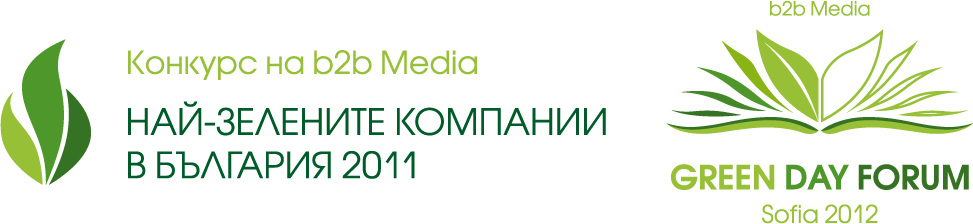 Конкурс на b2b Media
НАЙ-ЗЕЛЕНИТЕ КОМПАНИИ
В БЪЛГАРИЯ 2011
b2b Media
GREEN DAY FORUM
Sofia 2012